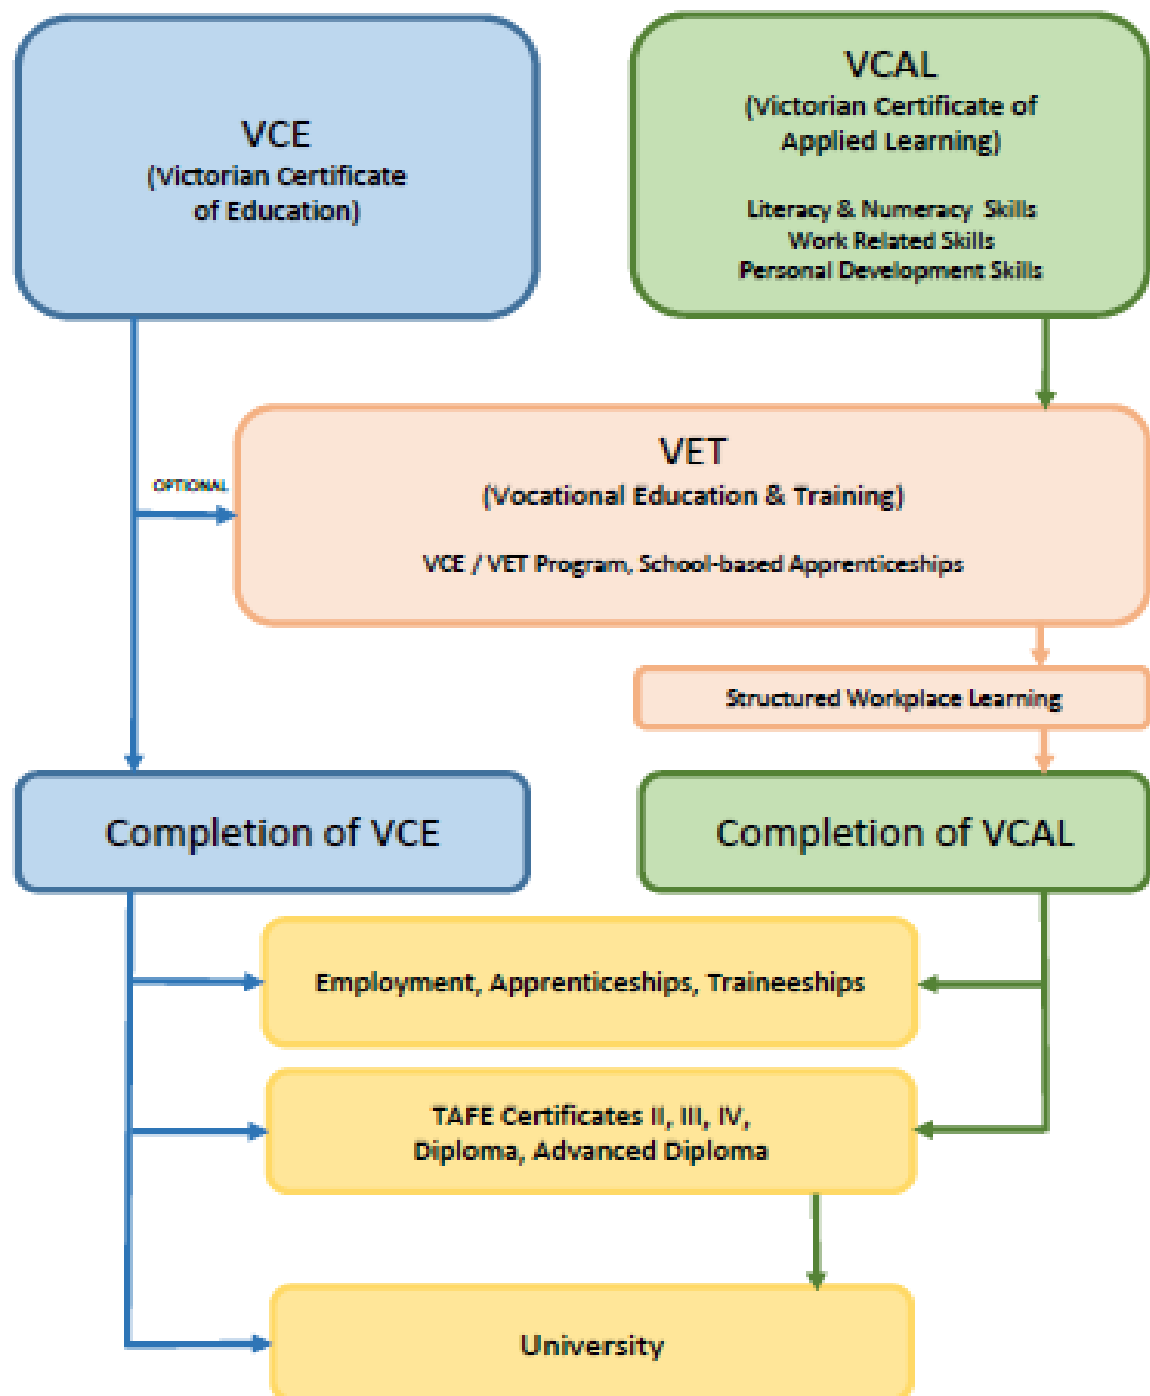 VCE
(Victorian Certificate
of Education)
VCAL
(Victorian Certificate of
Applied Learning)
Literacy & Numeracy Skills
Work Related Skills
Personal Development Skills
OPTIONAL
VET
(Vocational Education & Training)
VCE / VET Program, School-based Apprenticeships
Structured Workplace Learning
Completion of VCE
Completion of VCAL
Employment, Apprenticeships, Traineeships
TAFE Certificates II, III, IV,
Diploma, Advanced Diploma
University